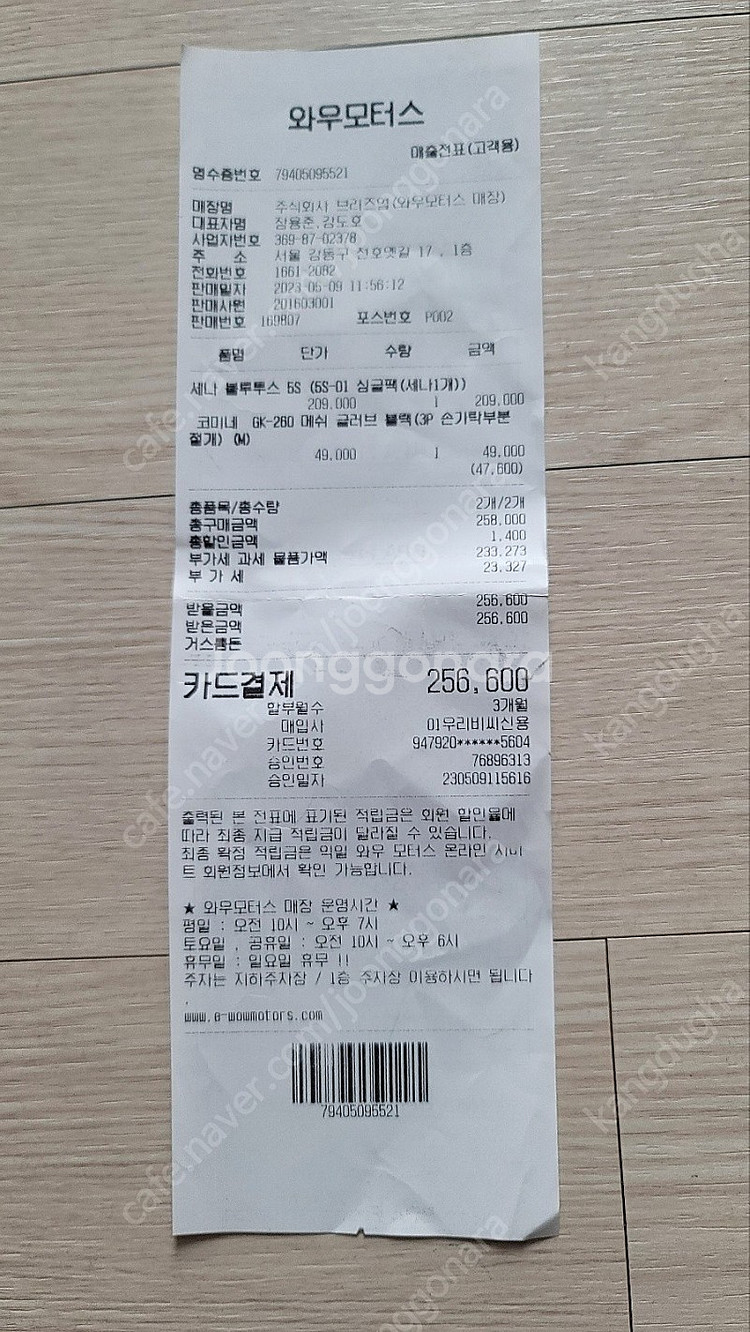 와우모터스
매출전표(고객용)
영수증번호 79405095521
매장명 주식회사 브리즈업(와우모터스 매장)
대표자명 장용준,강도호
사업자번호 369-87-02378
주 소 서울 강동구 천호옛길 17 , 1층
전화번호 1661-2082
판매일자 2023-05-09 11:56:12
판매사원 201603001
판매번호 169807 포스번호 P002
품명 단가 수량 금액
세나 블루투스 5S (5S-01 싱글팩(세나1개))
209,000 1 209,000
코미네 GK-260 메쉬 글러브 블랙(3P 손가락부분
절개) (M)
49,000 1 49,000
(47,600)
총품목/총수량 2개/2개
총구매금액 258,000
총할인금액 1,400
부가세 과세 물품가액 233,273
부 가 세 23,327
받을금액 256,600
받은금액 256,600
거스름돈
카드결제 256,600
할부월수 3개월
매입사 01우리비씨신용
카드번호 947920******5604
승인번호 76896313
승인일자 230509115616
출력된 본 전표에 표기된 적립금은 회원 할인율에
따라 최종 지급 적립금이 달라질 수 있습니다.
최종 확정 적립금은 익일 와우 모터스 온라인 사이
트 회원정보에서 확인 가능합니다.
★ 와우모터스 매장 운영시간 ★
평일 : 오전 10시 ~ 오후 7시
토요일 , 공휴일 : 오전 10시 ~ 오후 6시
휴무일 : 일요일 휴무 !!
주차는 지하주차장 / 1층 주차장 이용하시면 됩니다
.
www.e-wowmotors.com
79405095521
cafe.naver.com/joonggonara
kangdugha